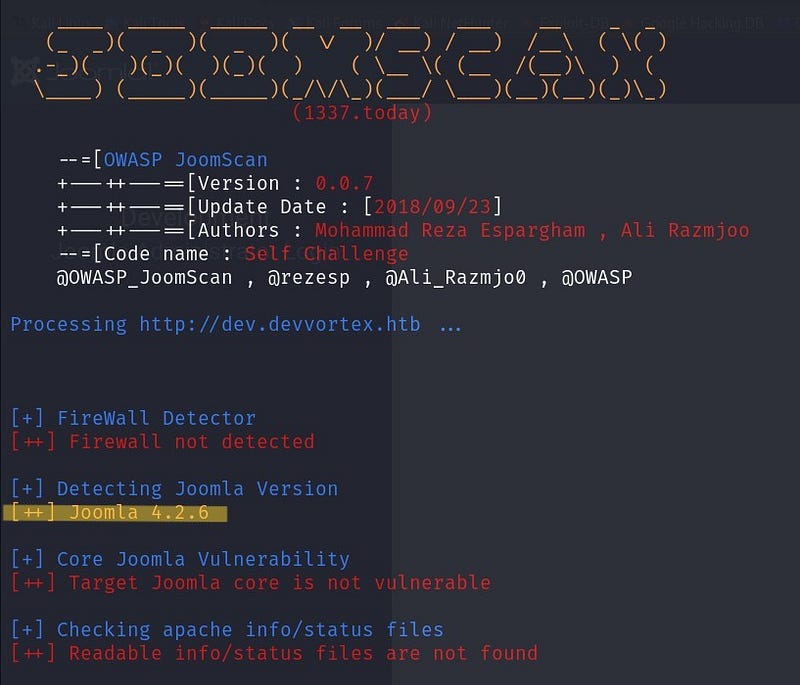 (1337.today)
--=[OWASP JoomScan
+---++---==[Version : 0.0.7
+---++---==[Update Date : [2018/09/23]
+---++---==[Authors : Mohammad Reza Espargham , Ali Razmjoo
--=[Code name : Self Challenge
@OWASP_JoomScan , @rezesp , @Ali_Razmjo0 , @OWASP
Processing http://dev.devvortex.htb ...
[+] FireWall Detector
[++] Firewall not detected
[+] Detecting Joomla Version
[++] Joomla 4.2.6
[+] Core Joomla Vulnerability
[++] Target Joomla core is not vulnerable
[+] Checking apache info/status files
[++] Readable info/status files are not found